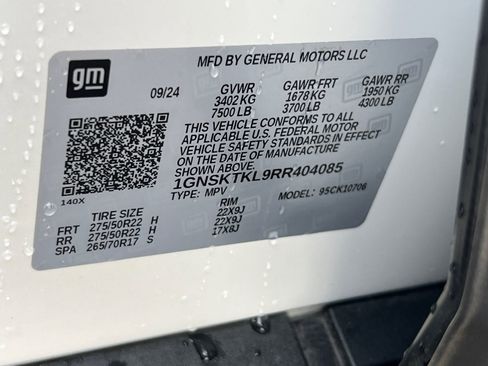 gm
MFD BY GENERAL MOTORS LLC
09/24 GVWR GAWR FRT GAWR RR
3402 KG 1678 KG 1950 KG
7500 LB 3700 LB 4300 LB
THIS VEHICLE CONFORMS TO ALL
APPLICABLE U.S. FEDERAL MOTOR
VEHICLE SAFETY STANDARDS IN EFFECT
ON THE DATE OF MANUFACTURE SHOWN ABOVE
1GNSKTKL9RR404085
TYPE: MPV MODEL: 95CK10706
140X
TIRE SIZE RIM
FRT 275/50R22 H 22X9J
RR 275/50R22 H 22X9J
SPA 265/70R17 S 17X8J